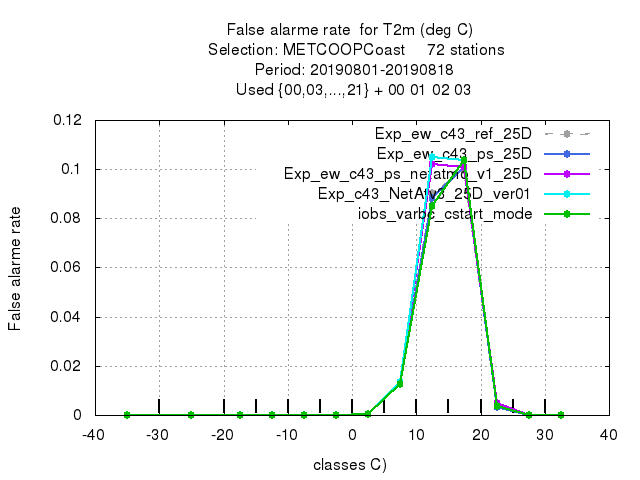 False alarme rate  for T2m (deg C)
Selection: METCOOPCoast     72 stations
Period: 20190801-20190818
Used {00,03,...,21} + 00 01 02 03
Exp_ew_c43_ref_25D
Exp_ew_c43_ps_25D
Exp_ew_c43_ps_netatmo_v1_25D
Exp_c43_NetAtv3_25D_ver01
iobs_varbc_cstart_mode
0.12
0.1
0.08
0.06
0.04
0.02
0
False alarme rate
-40 -30 -20 -10 0 10 20 30 40
classes C)